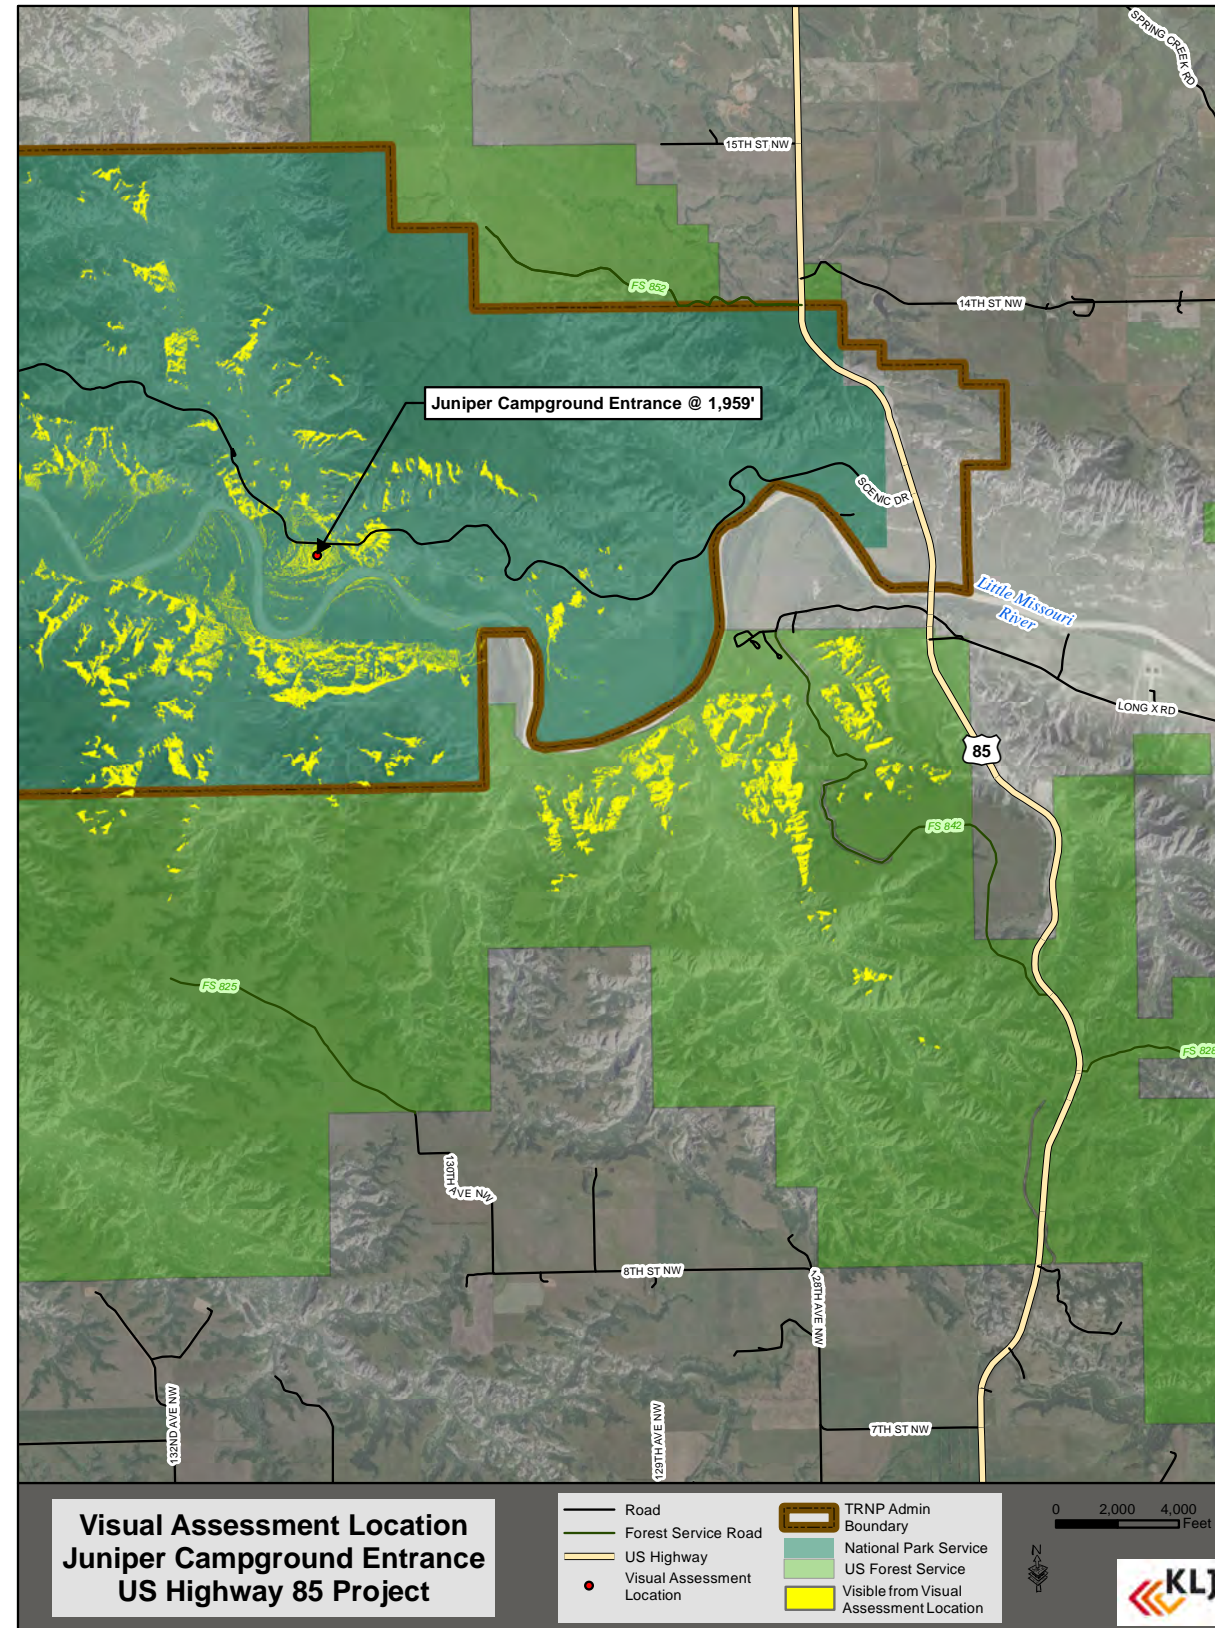 SPRING CREEK RD
15TH ST NW
FS 852
14TH ST NW
Juniper Campground Entrance @ 1,959'
SCENIC DR
Little Missouri
River
LONG X RD
85
FS 842
FS 825
FS 828
130TH
AVE NW
8TH ST NW
128TH AVE NW
132ND AVE NW
129TH AVE NW
7TH ST NW
Visual Assessment Location
Juniper Campground Entrance
US Highway 85 Project
Road
Forest Service Road
US Highway
Visual Assessment
Location
TRNP Admin
Boundary
National Park Service
US Forest Service
Visible from Visual
Assessment Location
0 2,000 4,000
Feet
N
KLJ